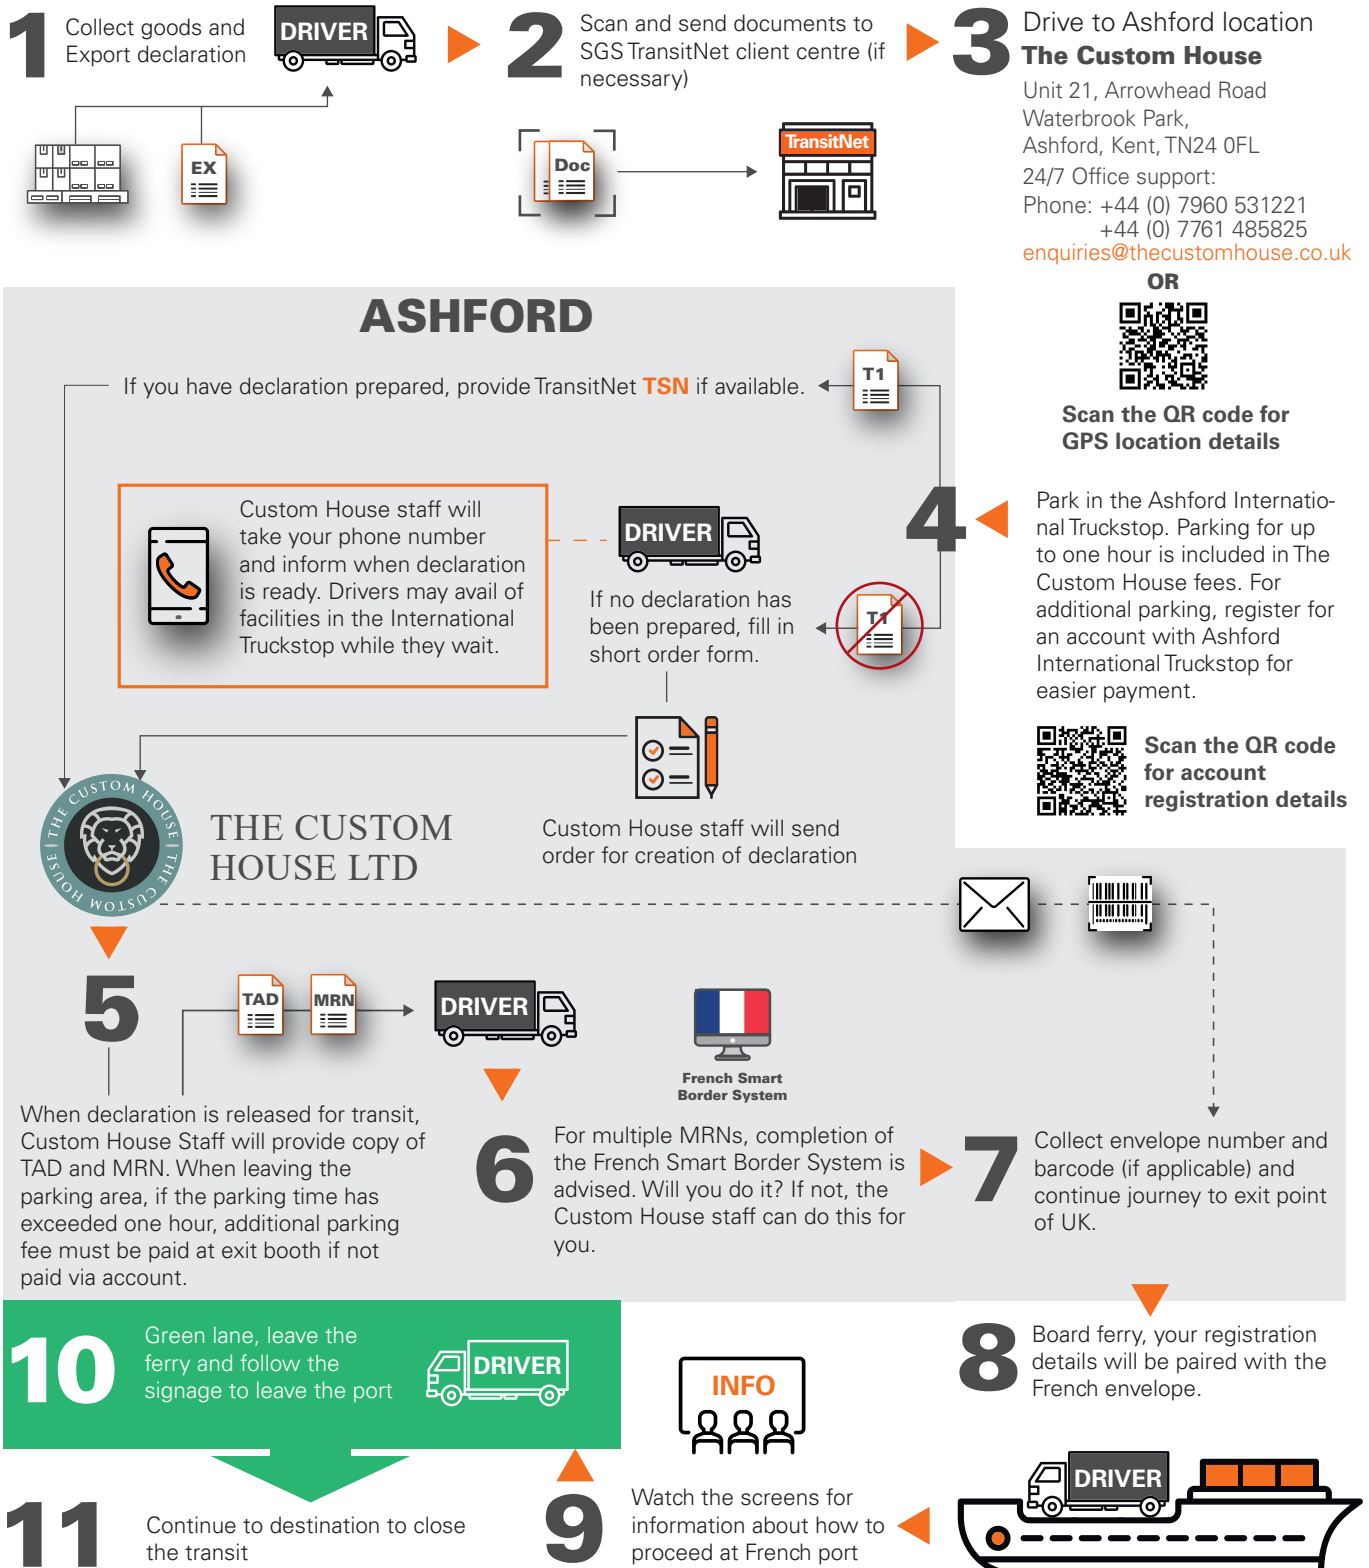 1
Collect goods and
Export declaration
DRIVER
EX
2
Scan and send documents to
SGS TransitNet client centre (if
necessary)
Doc
TransitNet
3
Drive to Ashford location
The Custom House
Unit 21, Arrowhead Road
Waterbrook Park,
Ashford, Kent, TN24 0FL
24/7 Office support:
Phone: +44 (0) 7960 531221
+44 (0) 7761 485825
enquiries@thecustomhouse.co.uk
OR
Scan the QR code for
GPS location details
ASHFORD
If you have declaration prepared, provide TransitNet TSN if available.
T1
4
Park in the Ashford Internatio-
nal Truckstop. Parking for up
to one hour is included in The
Custom House fees. For
additional parking, register for
an account with Ashford
International Truckstop for
easier payment.
Scan the QR code
for account
registration details
Custom House staff will
take your phone number
and inform when declaration
is ready. Drivers may avail of
facilities in the International
Truckstop while they wait.
DRIVER
If no declaration has
been prepared, fill in
short order form.
T1
Custom House staff will send
order for creation of declaration
THE CUSTOM HOUSE | THE CUSTOM HOUSE |
THE CUSTOM
HOUSE LTD
5
TAD
MRN
DRIVER
When declaration is released for transit,
Custom House Staff will provide copy of
TAD and MRN. When leaving the
parking area, if the parking time has
exceeded one hour, additional parking
fee must be paid at exit booth if not
paid via account.
French Smart
Border System
6
For multiple MRNs, completion of
the French Smart Border System is
advised. Will you do it? If not, the
Custom House staff can do this for
you.
7
Collect envelope number and
barcode (if applicable) and
continue journey to exit point
of UK.
8
Board ferry, your registration
details will be paired with the
French envelope.
DRIVER
9
INFO
Watch the screens for
information about how to
proceed at French port
10
Green lane, leave the
ferry and follow the
signage to leave the port
DRIVER
11
Continue to destination to close
the transit